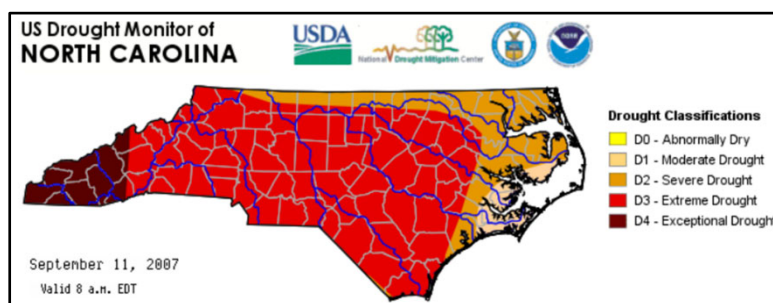 US Drought Monitor of
NORTH CAROLINA
USDA
National Drought Mitigation Center
Drought Classifications
D0 - Abnormally Dry
D1 - Moderate Drought
D2 - Severe Drought
D3 - Extreme Drought
D4 - Exceptional Drought
September 11, 2007
Valid 8 a.m. EDT